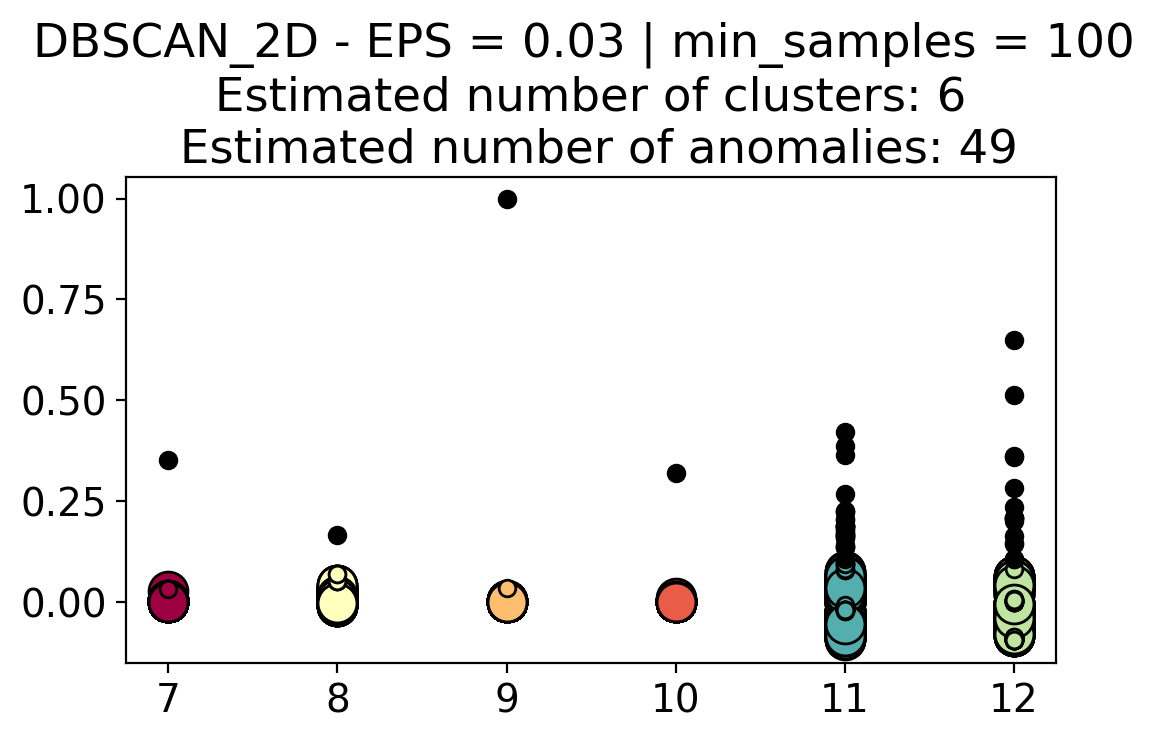 DBSCAN_2D - EPS = 0.03 | min_samples = 100
Estimated number of clusters: 6
Estimated number of anomalies: 49
1.00
0.75
0.50
0.25
0.00
7 8 9 10 11 12